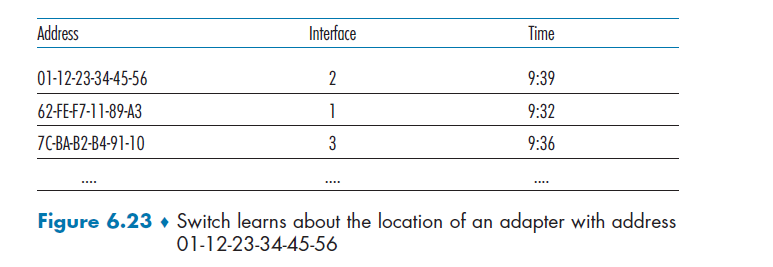 Address Interface Time
01-12-23-34-45-56 2 9:39
62-FE-F7-11-89-A3 1 9:32
7C-BA-B2-B4-91-10 3 9:36
.... .... ....
Figure 6.23 ♦ Switch learns about the location of an adapter with address
01-12-23-34-45-56